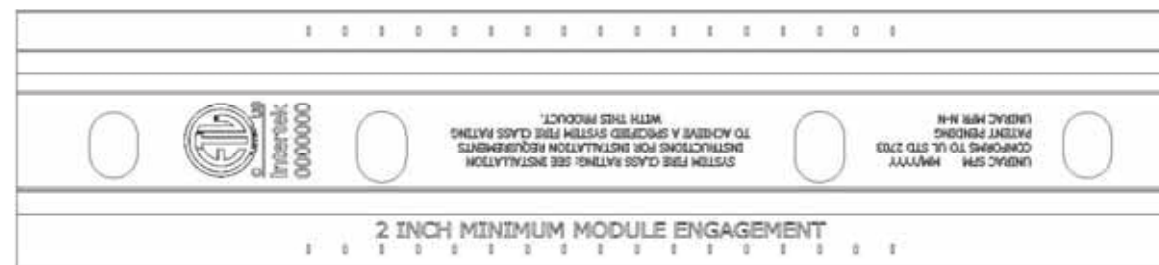 Intertek
0000000
SYSTEM FIRE CLASS RATING: SEE INSTALLATION
INSTRUCTIONS FOR INSTALLATION REQUIREMENTS
TO ACHIEVE A SPECIFIED SYSTEM FIRE CLASS RATING
WITH THIS PRODUCT.
UNIRAC SFM MM/YYYY
CONFORMS TO UL STD 2703
PATENT PENDING
UNIRAC MFR N-N
2 INCH MINIMUM MODULE ENGAGEMENT